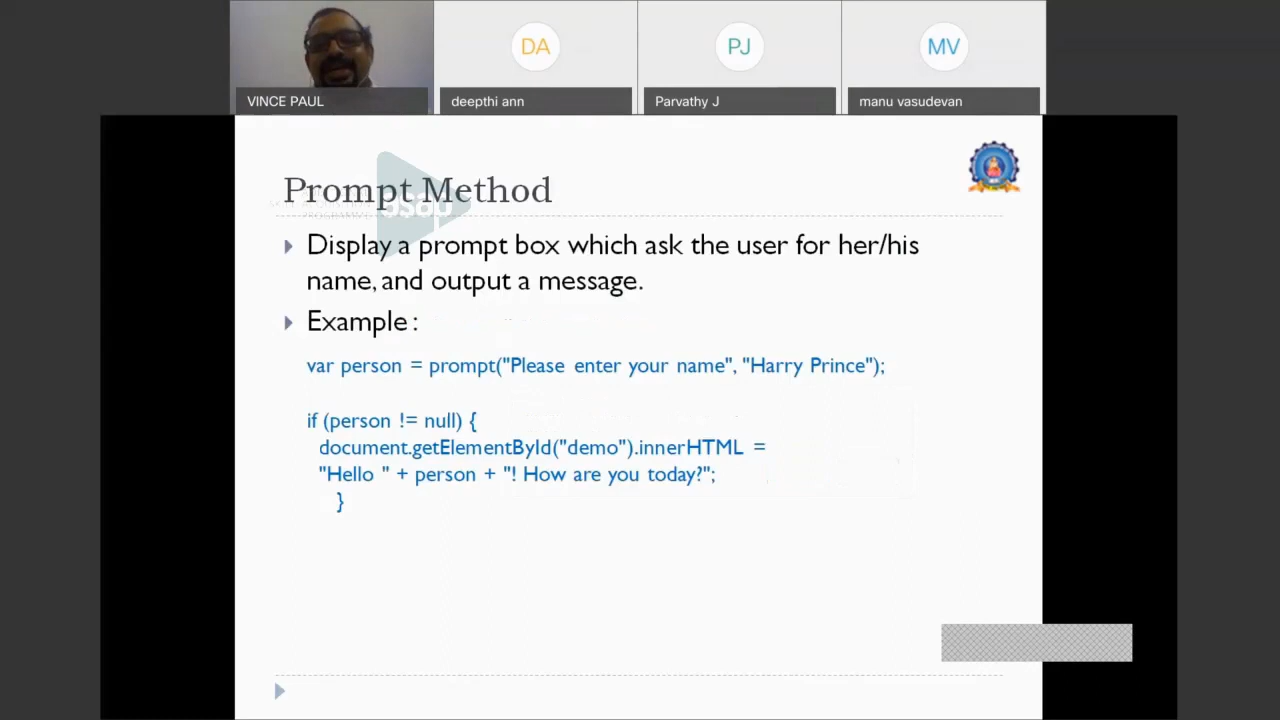 DA
PJ
MV
VINCE PAUL
deepthi ann
Parvathy J
manu vasudevan
Prompt Method
asap
Display a prompt box which ask the user for her/his
name, and output a message.
Example :
var person = prompt("Please enter your name", "Harry Prince");
if (person != null) {
document.getElementById("demo").innerHTML =
"Hello " + person + "! How are you today?";
}